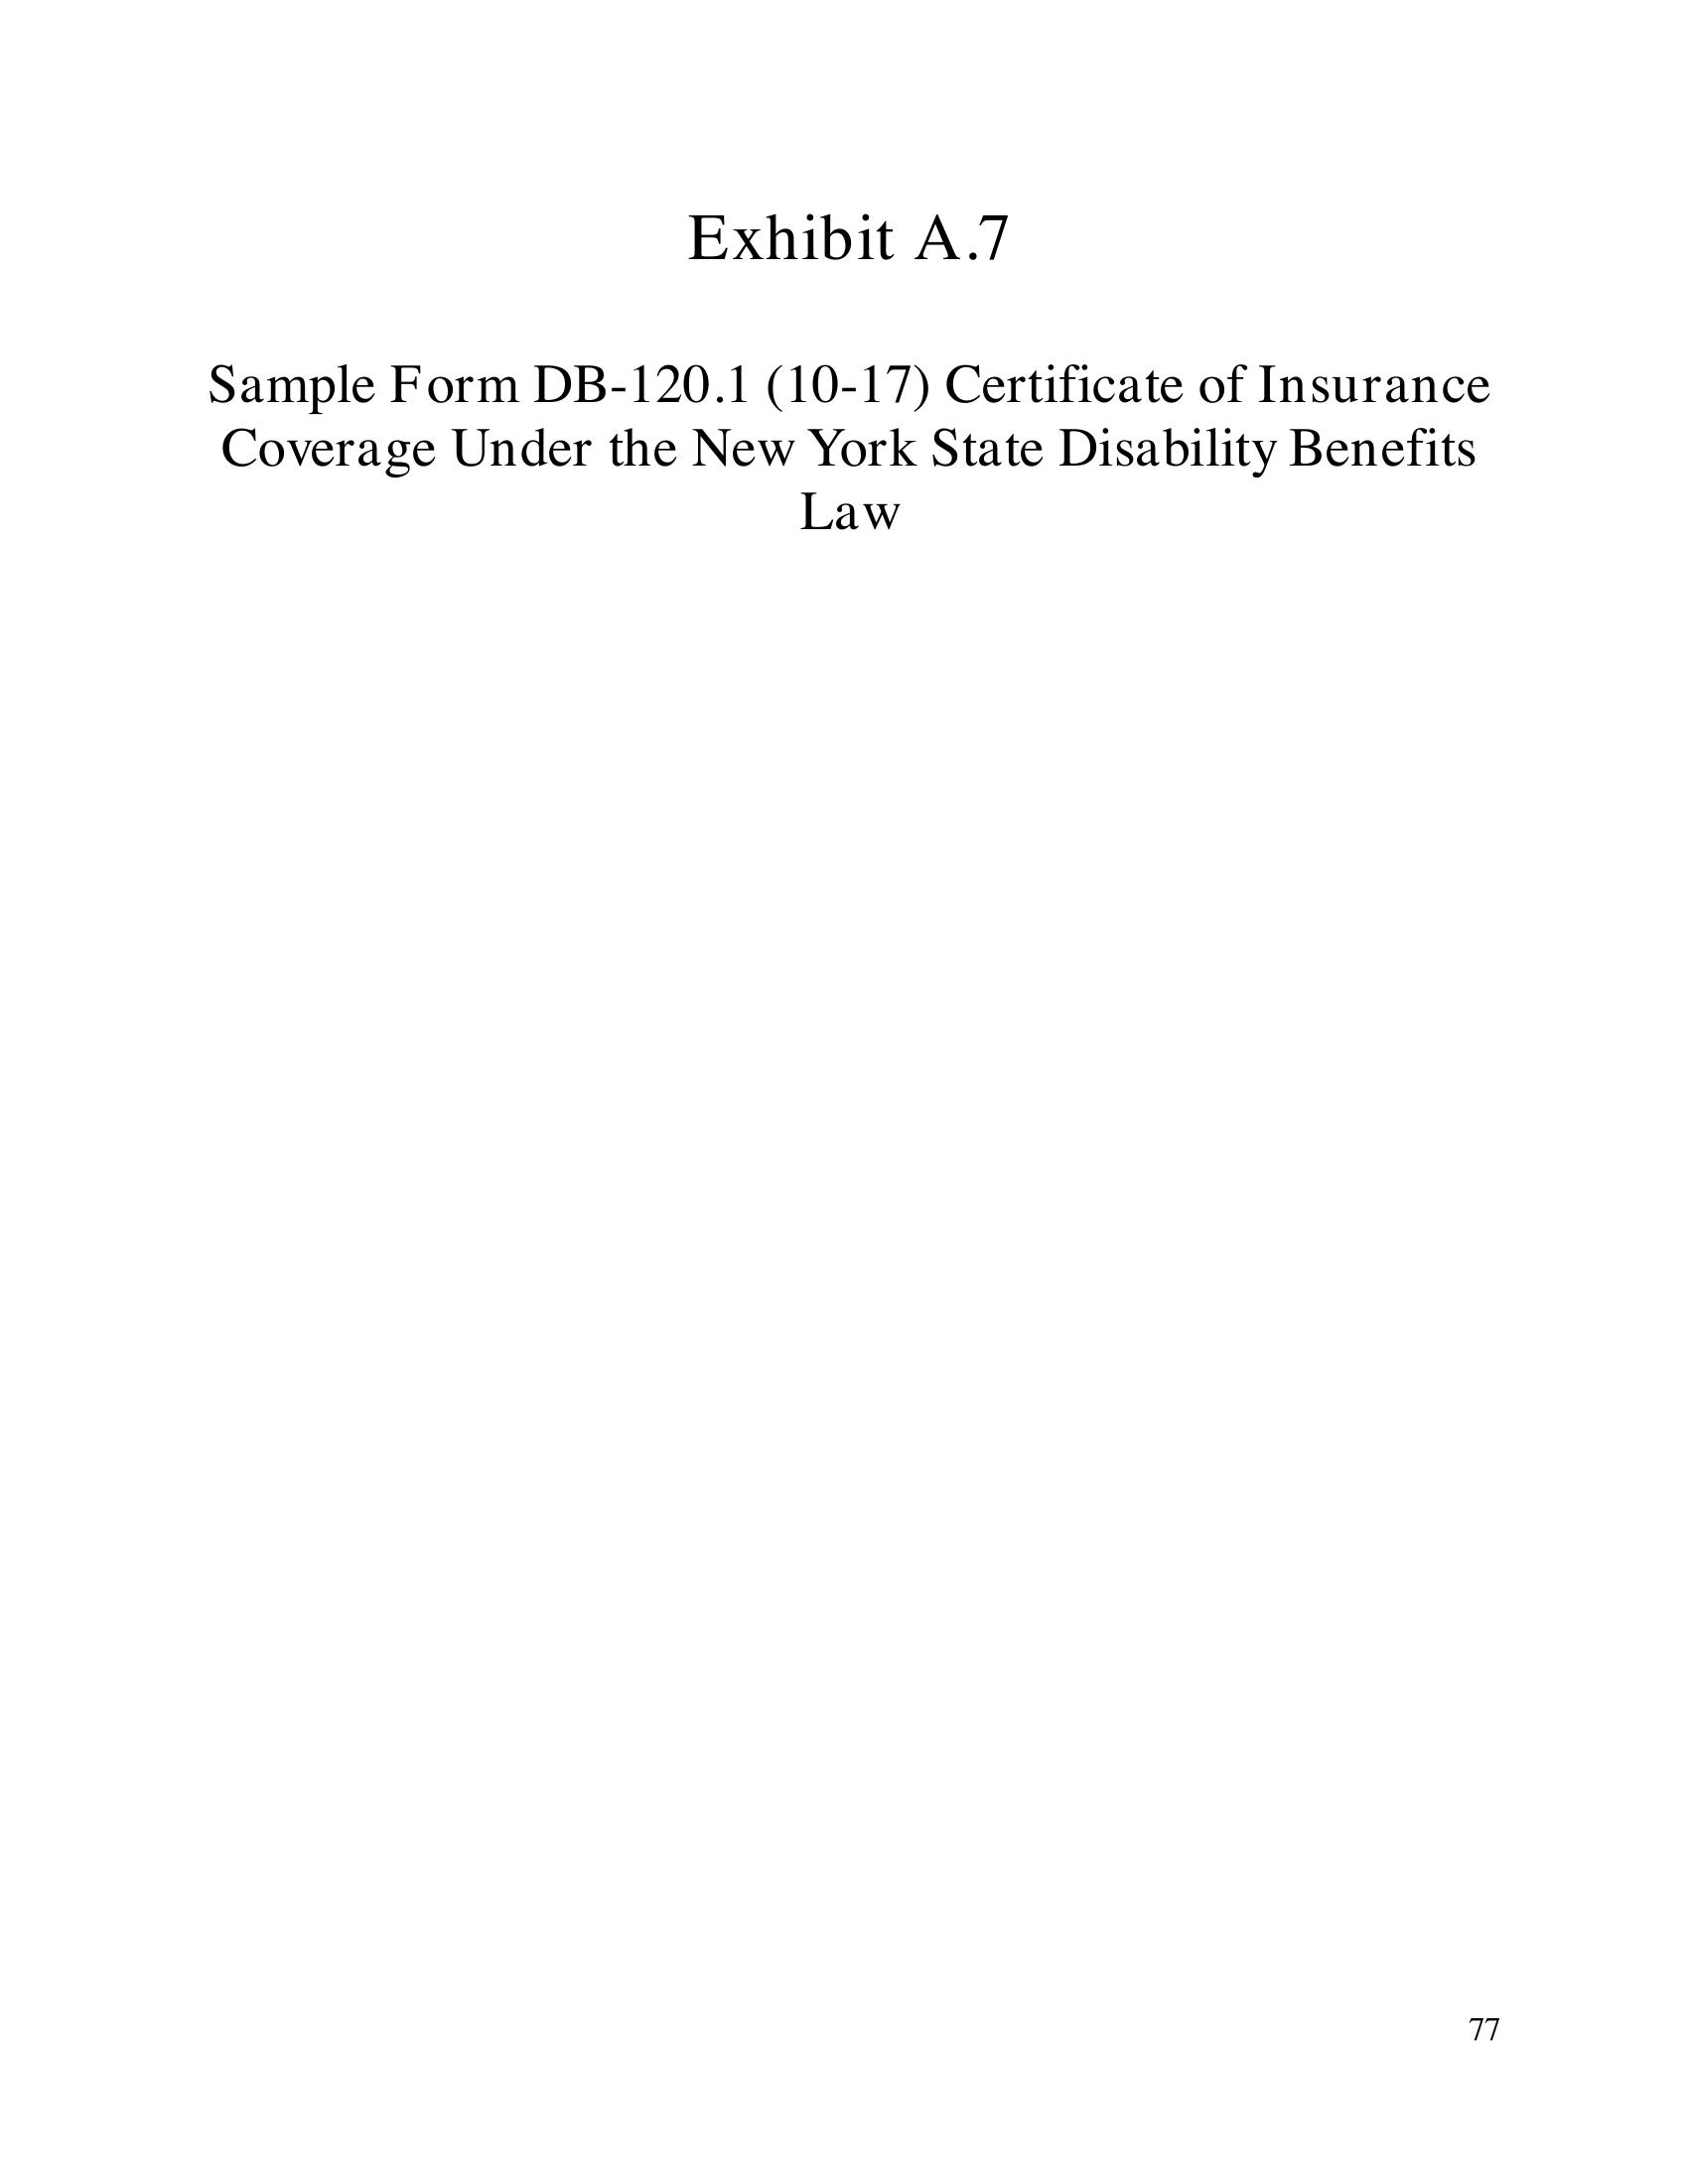 Exhibit A.7
Sample Form DB-120.1 (10-17) Certificate of Insurance
Coverage Under the New York State Disability Benefits
Law
77